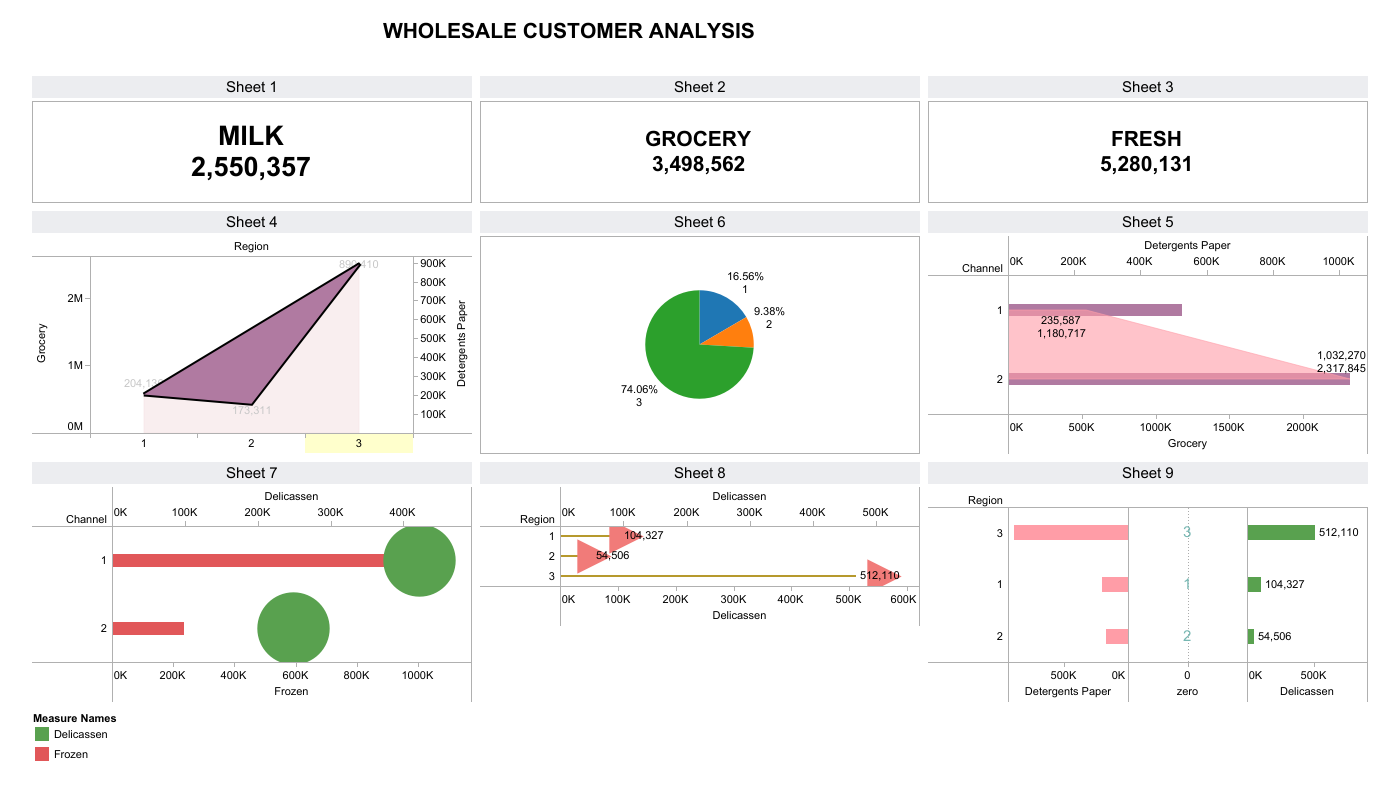 WHOLESALE CUSTOMER ANALYSIS
Sheet 1
MILK
2,550,357
Sheet 2
GROCERY
3,498,562
Sheet 3
FRESH
5,280,131
Sheet 4
Region
2M
1M
0M
Grocery
173,311
900K
800K
700K
600K
500K
400K
300K
200K
100K
Detergents Paper
1 2 3
Sheet 6
16.56%
1
9.38%
2
74.06%
3
Sheet 5
Detergents Paper
Channel
0K 200K 400K 600K 800K 1000K
1
235,587
1,180,717
1,032,270
2,317,845
2
0K 500K 1000K 1500K 2000K
Grocery
Sheet 7
Delicassen
Channel
0K 100K 200K 300K 400K
1
2
0K 200K 400K 600K 800K 1000K
Frozen
Sheet 8
Delicassen
Region
0K 100K 200K 300K 400K 500K
1 104,327
2 54,506
3 512,110
0K 100K 200K 300K 400K 500K 600K
Delicassen
Sheet 9
Region
3 3 512,110
1 1 104,327
2 2 54,506
500K 0K 0 0K 500K
Detergents Paper zero Delicassen
Measure Names
Delicassen
Frozen